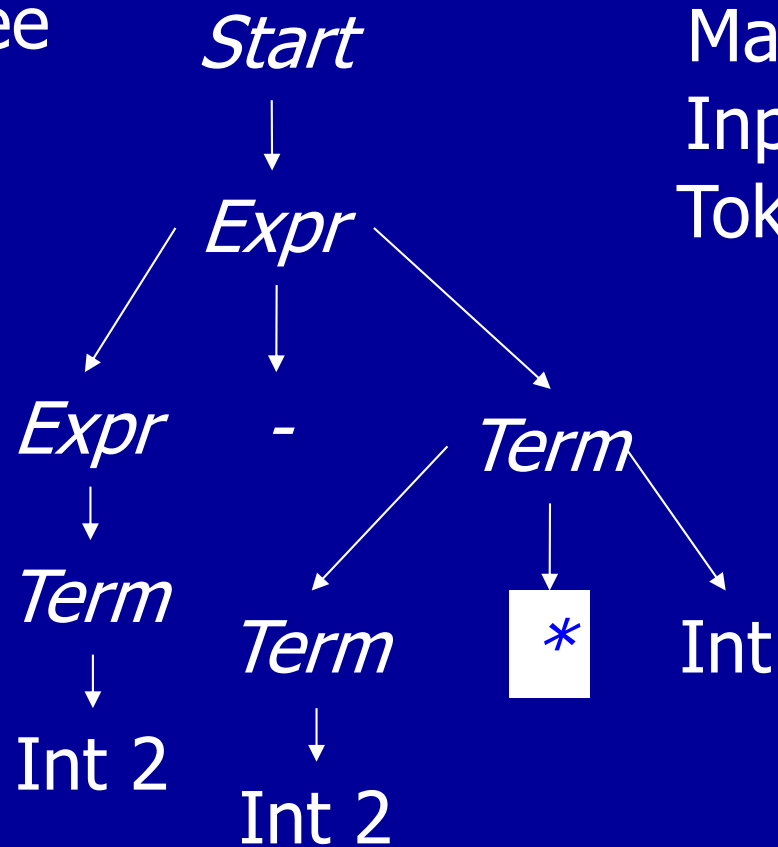 ee
Start
Ma
Inp
Expr
Tok
Expr - Term
Term
Term * Int
Int 2
Int 2